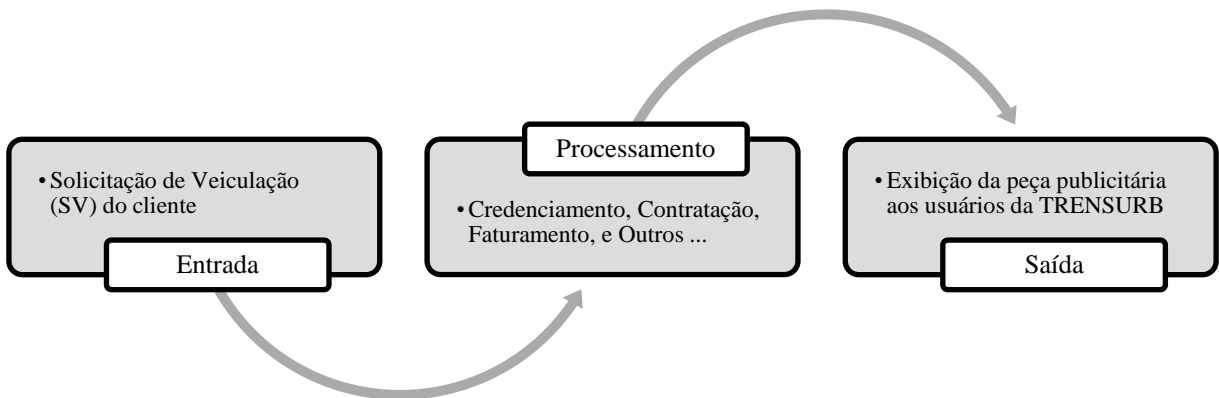 • Solicitação de Veiculação
(SV) do cliente
Entrada
Processamento
• Credenciamento, Contratação,
Faturamento, e Outros ...
• Exibição da peça publicitária
aos usuários da TRENSURB
Saída